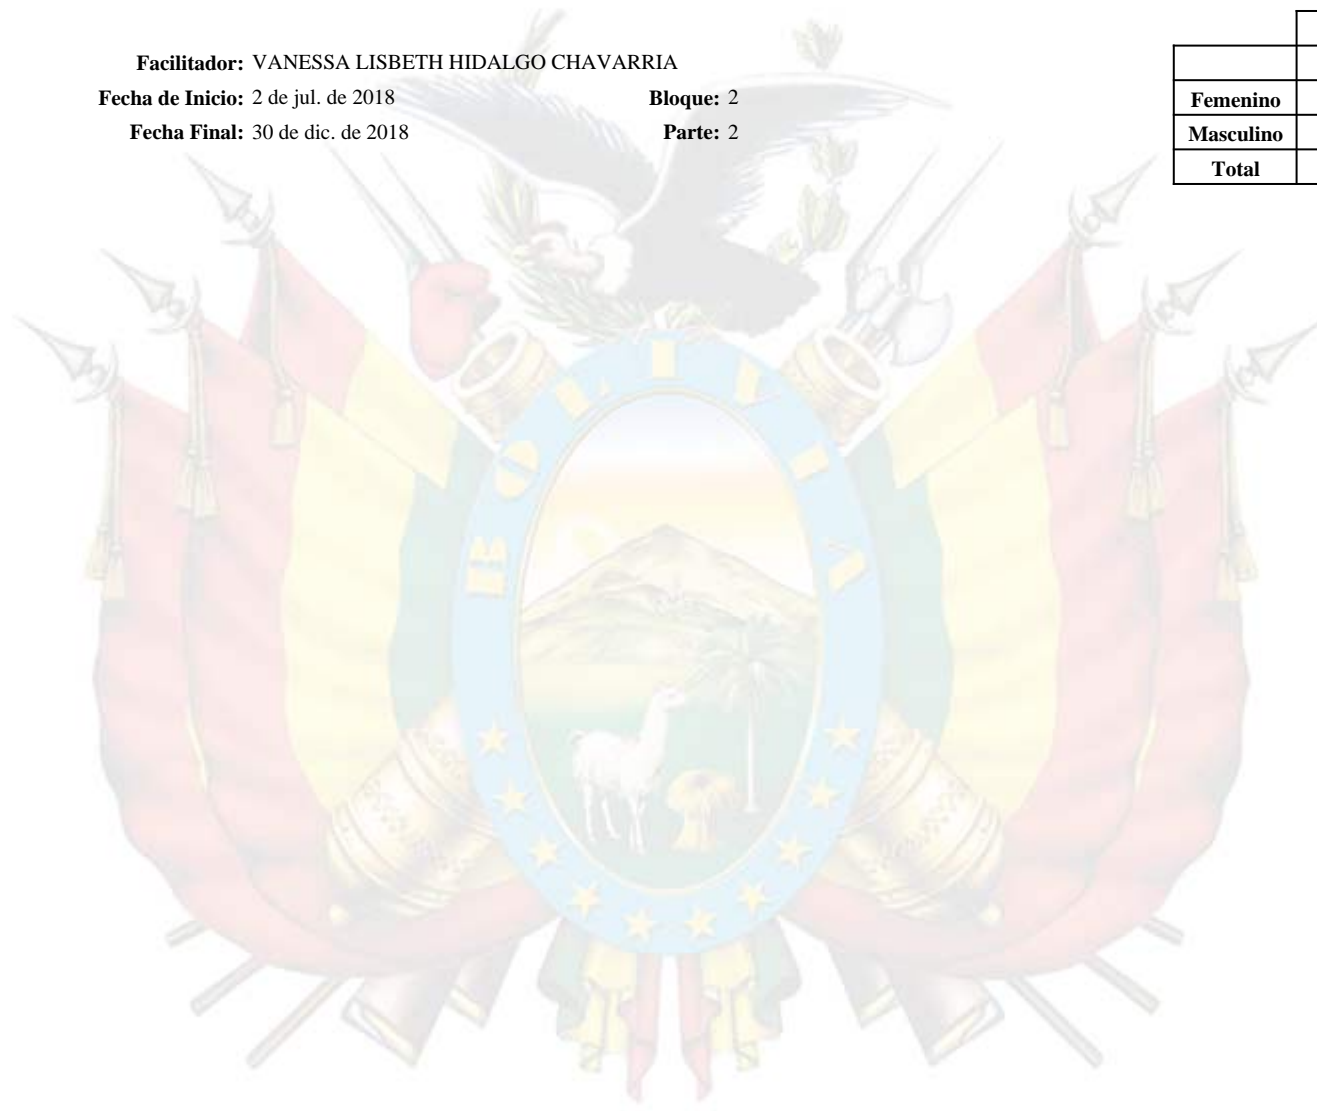 Facilitador: VANESSA LISBETH HIDALGO CHAVARRIA
Fecha de Inicio: 2 de jul. de 2018 Bloque: 2
Fecha Final: 30 de dic. de 2018 Parte: 2
Femenino
Masculino
Total
BOLIVIA